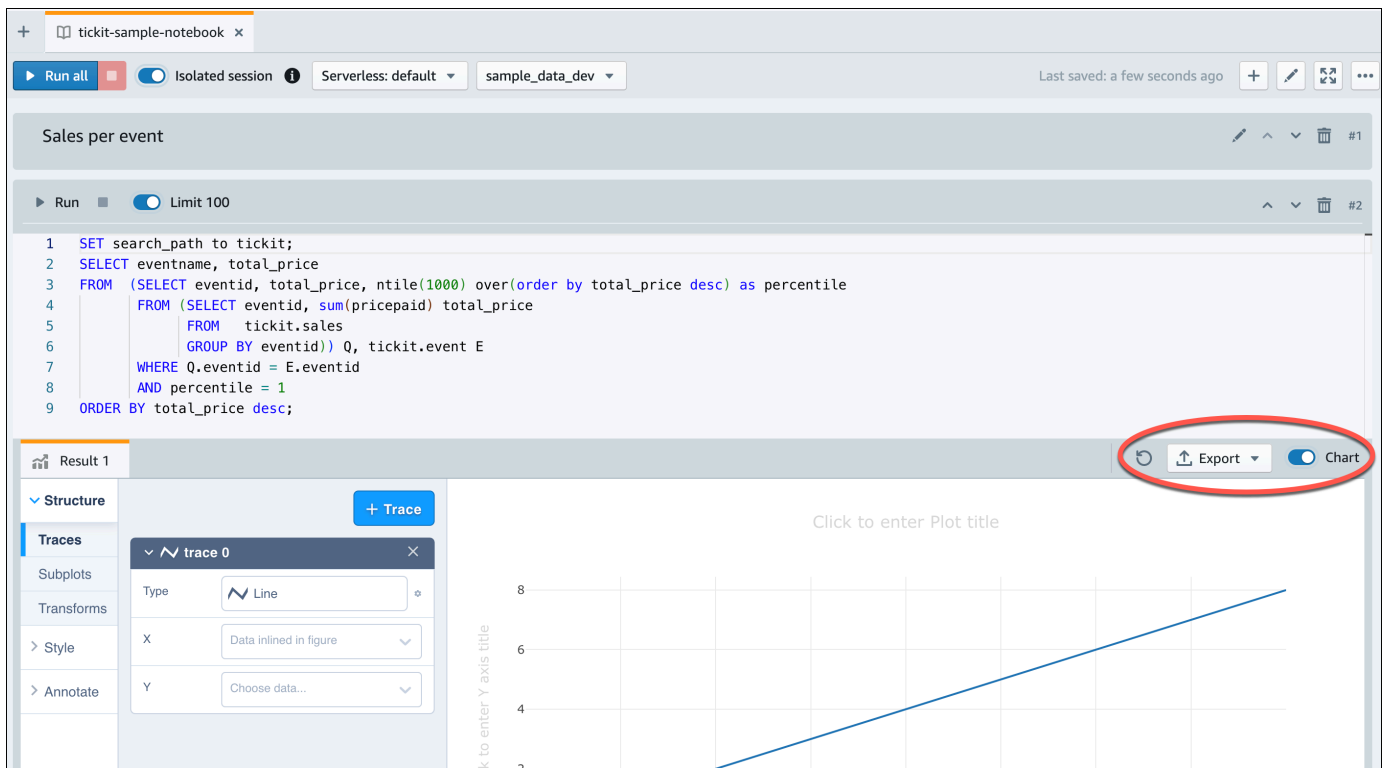 tickit-sample-notebook
Run all Isolated session Serverless: default sample_data_dev Last saved: a few seconds ago
Sales per event #1
Run Limit 100 #2
1 SET search_path to tickit;
2 SELECT eventname, total_price
3 FROM (SELECT eventid, total_price, ntile(1000) over(order by total_price desc) as percentile
4 FROM (SELECT eventid, sum(pricepaid) total_price
5 FROM tickit.sales
6 GROUP BY eventid)) Q, tickit.event E
7 WHERE Q.eventid = E.eventid
8 AND percentile = 1
9 ORDER BY total_price desc;
Result 1 Export Chart
Structure
Traces
Subplots
Transforms
Style
Annotate
+ Trace
trace 0
Type Line
X Data inlined in figure
Y Choose data...
Click to enter Plot title
8
6
4
2
k to enter Y axis title